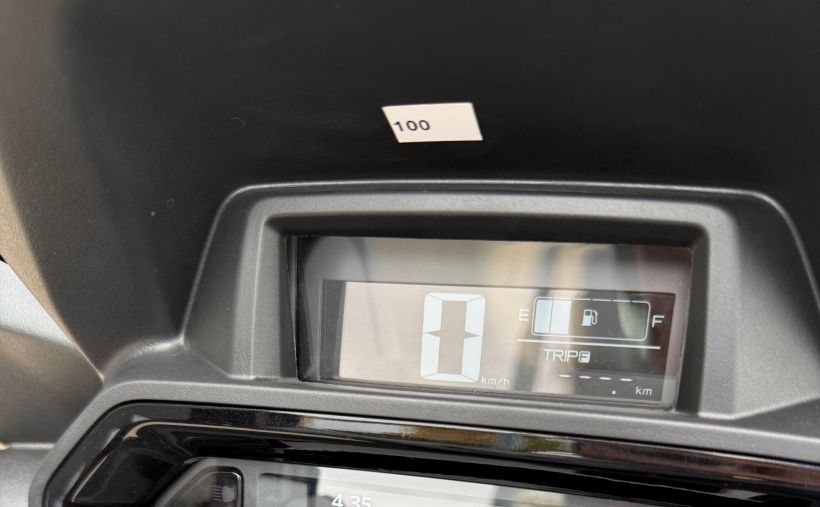 100
0
km/h
E F
TRIP F
----.
km
4.35